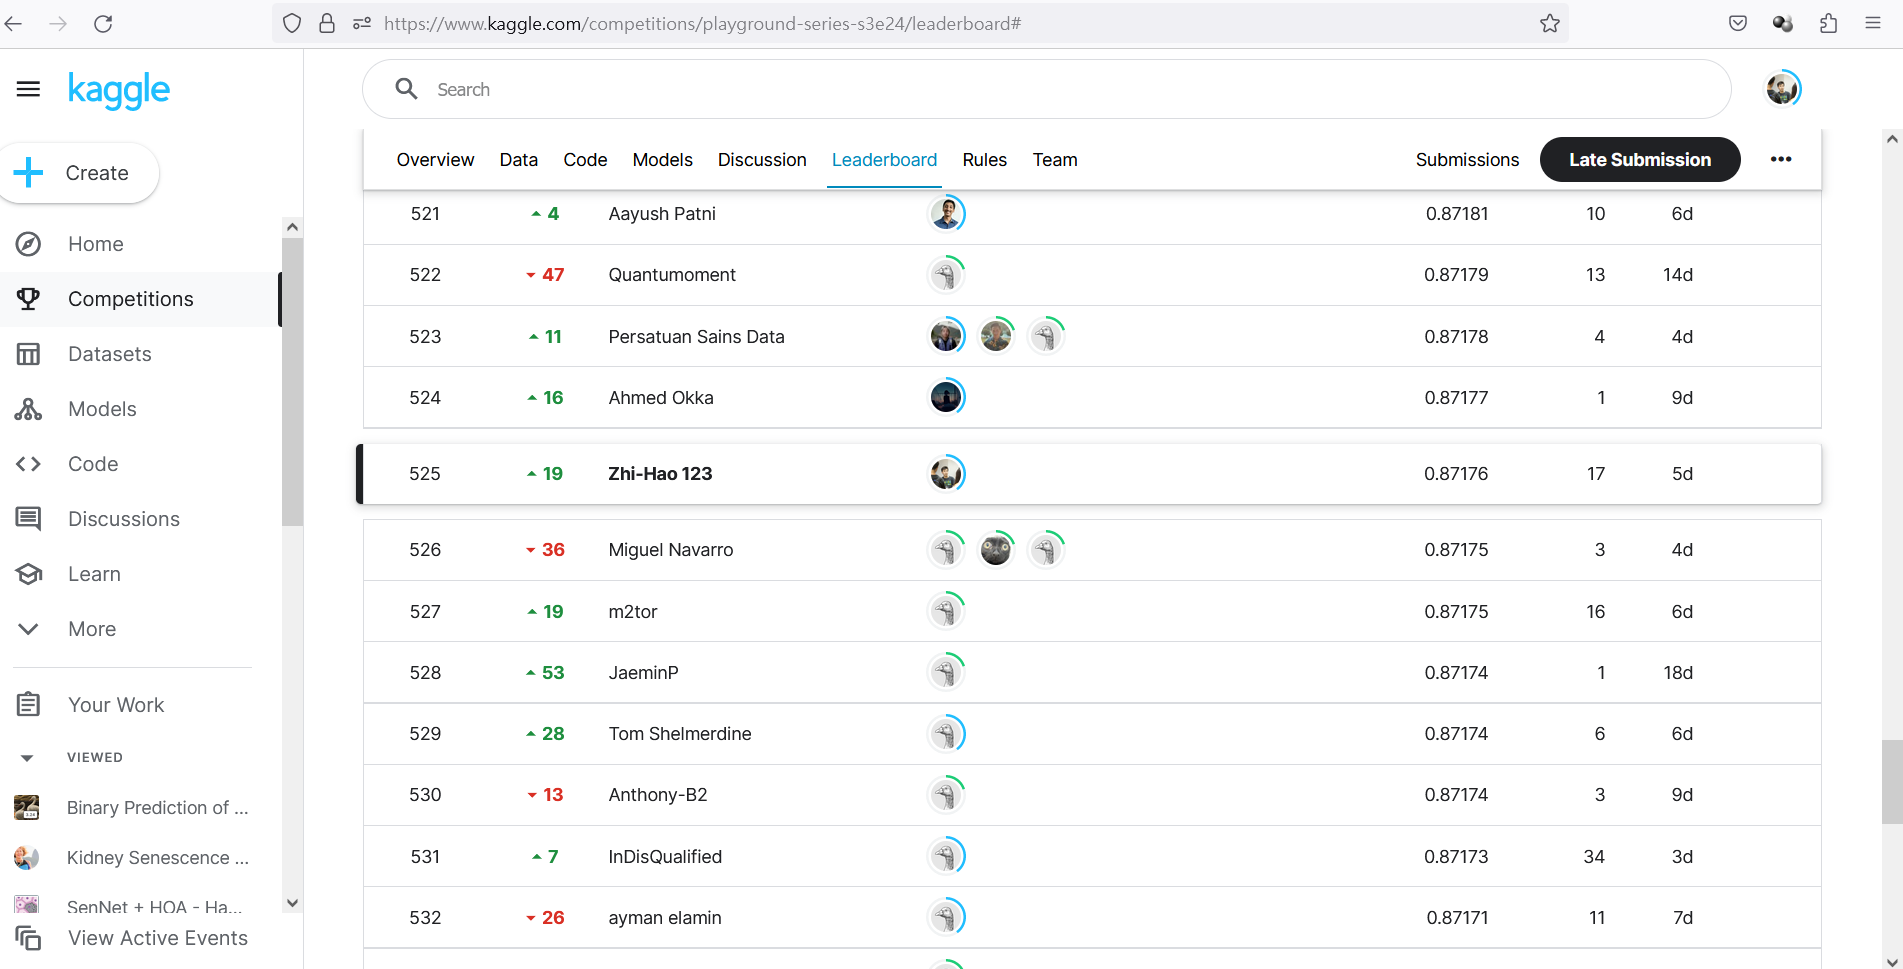 https://www.kaggle.com/competitions/playground-series-s3e24/leaderboard#
kaggle
Search
Create
Home
Competitions
Datasets
Models
Code
Discussions
Learn
More
Your Work
VIEWED
Binary Prediction of ...
Kidney Senescence ...
SenNet + HOA - Ha...
View Active Events
Overview Data Code Models Discussion Leaderboard Rules Team Submissions Late Submission
521 4 Aayush Patni 0.87181 10 6d
522 47 Quantumoment 0.87179 13 14d
523 11 Persatuan Sains Data 0.87178 4 4d
524 16 Ahmed Okka 0.87177 1 9d
525 19 Zhi-Hao 123 0.87176 17 5d
526 36 Miguel Navarro 0.87175 3 4d
527 19 m2tor 0.87175 16 6d
528 53 JaeminP 0.87174 1 18d
529 28 Tom Shelmerdine 0.87174 6 6d
530 13 Anthony-B2 0.87174 3 9d
531 7 InDisQualified 0.87173 34 3d
532 26 ayman elamin 0.87171 11 7d